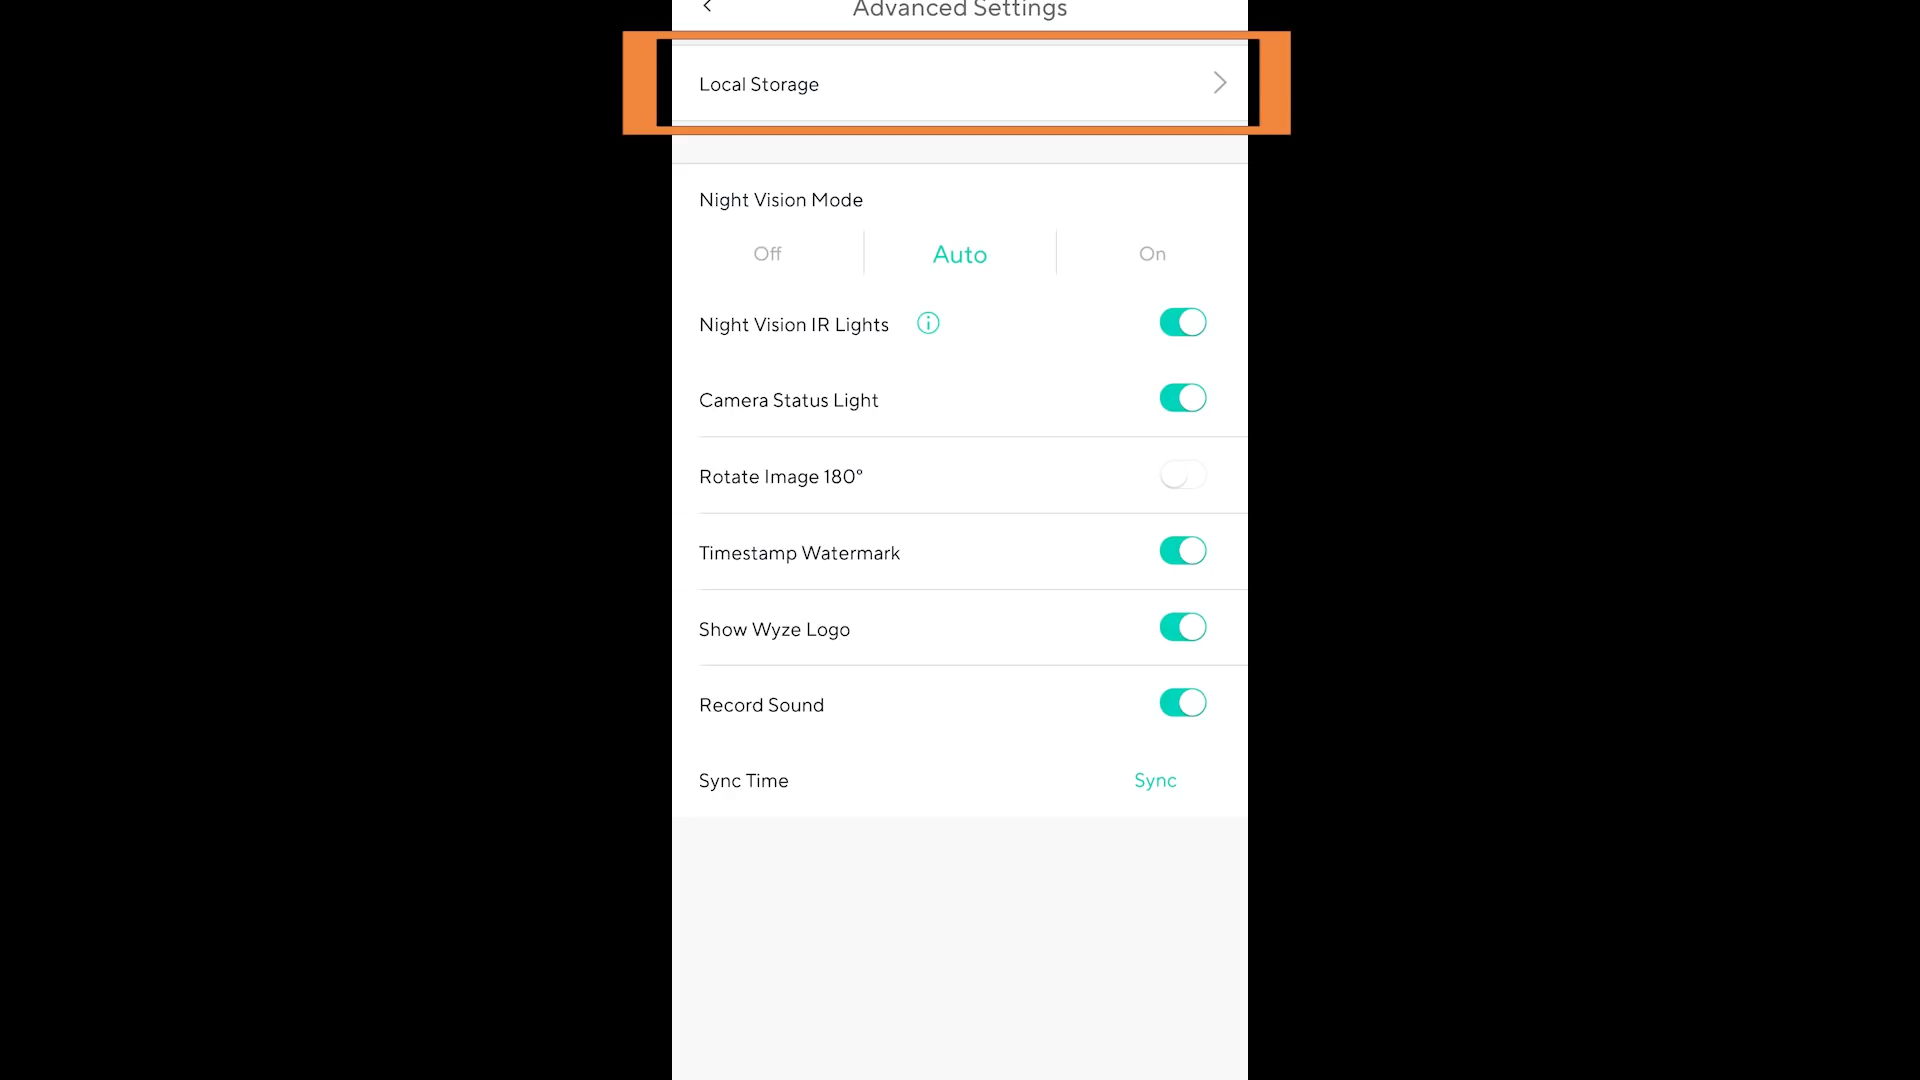 Advanced Settings
Local Storage
Night Vision Mode
Off Auto On
Night Vision IR Lights
Camera Status Light
Rotate Image 180°
Timestamp Watermark
Show Wyze Logo
Record Sound
Sync Time Sync